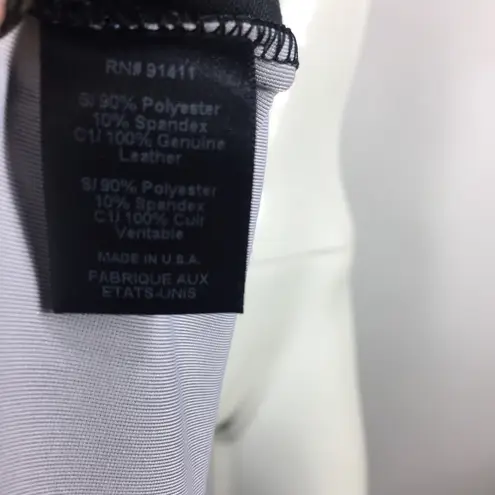 RN# 91411
S/ 90% Polyester
10% Spandex
C1/ 100% Genuine
Leather
S/ 90% Polyester
10% Spandex
C1/ 100% Cuir
Veritable
MADE IN U.S.A.
FABRIQUE AUX
ETATS-UNIS